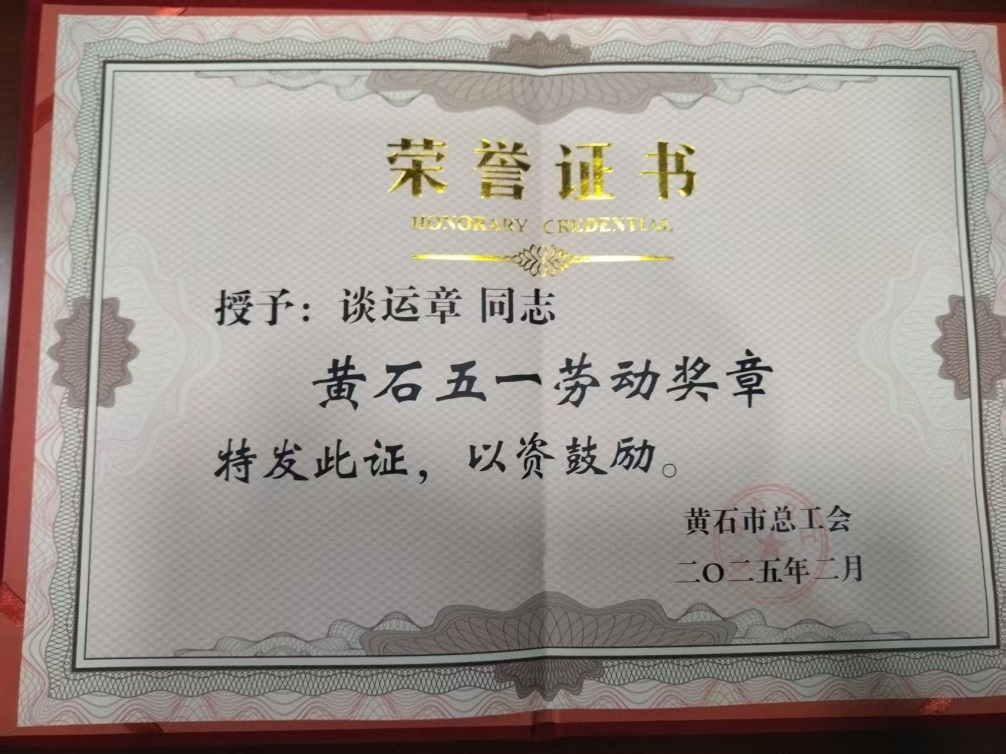 荣誉证书
HONORARY CREDENTIAL
授予：谈运章 同志
黄石五一劳动奖章
特发此证，以资鼓励。
黄石市总工会
二〇二五年二月